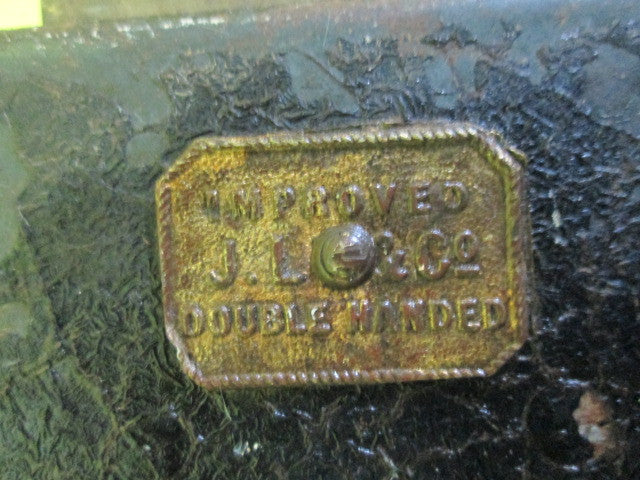 IMPROVED
J. L & Co
DOUBLE HANDED